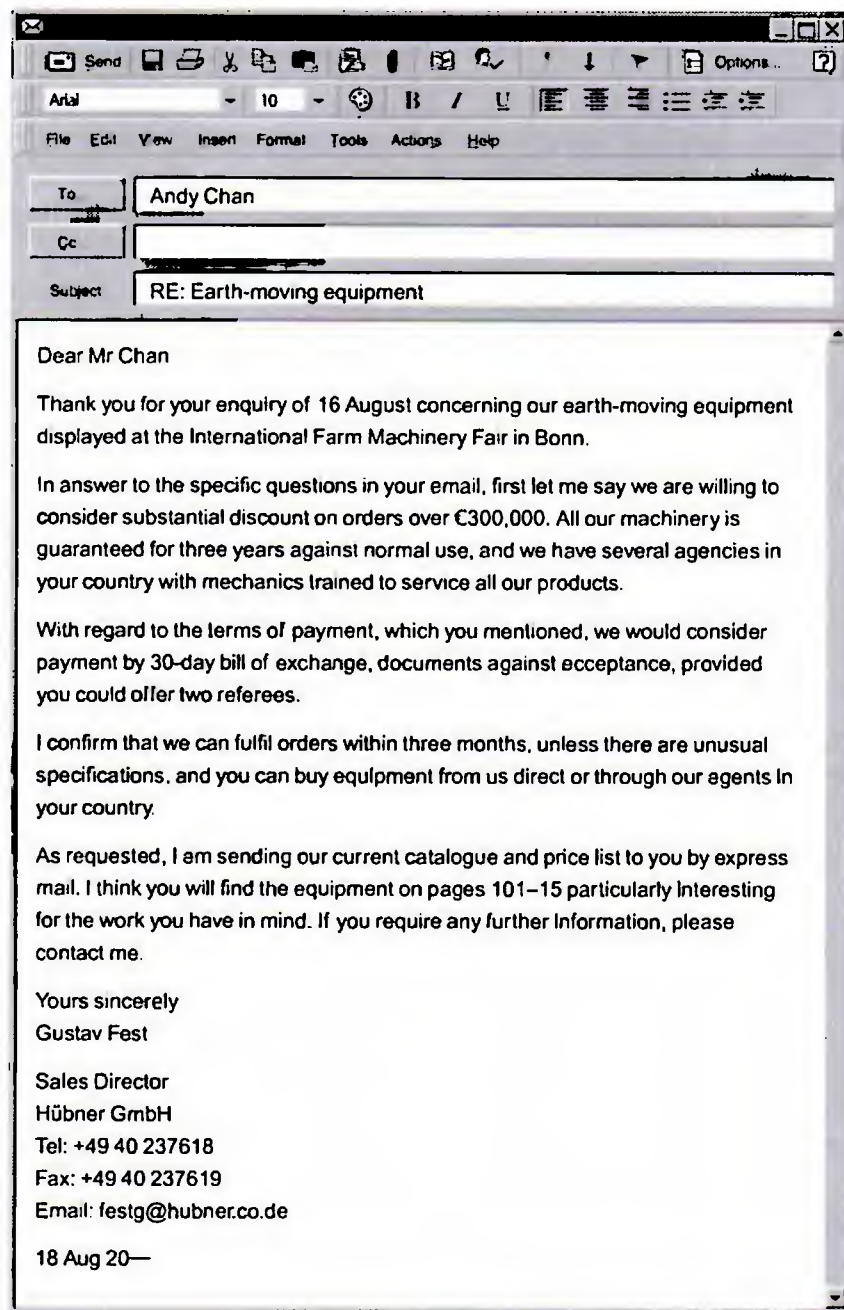 Send
Options...
Arial
10
B I U
File Edit View Insert Format Tools Actions Help
To
Andy Chan
Cc
Subject
RE: Earth-moving equipment
Dear Mr Chan
Thank you for your enquiry of 16 August concerning our earth-moving equipment
displayed at the International Farm Machinery Fair in Bonn.
In answer to the specific questions in your email, first let me say we are willing to
consider substantial discount on orders over €300,000. All our machinery is
guaranteed for three years against normal use, and we have several agencies in
your country with mechanics trained to service all our products.
With regard to the terms of payment, which you mentioned, we would consider
payment by 30-day bill of exchange, documents against ecceptance, provided
you could offer two referees.
I confirm that we can fulfil orders within three months, unless there are unusual
specifications, and you can buy equipment from us direct or through our agents in
your country.
As requested, I am sending our current catalogue and price list to you by express
mail. I think you will find the equipment on pages 101–15 particularly interesting
for the work you have in mind. If you require any further information, please
contact me.
Yours sincerely
Gustav Fest
Sales Director
Hübner GmbH
Tel: +49 40 237618
Fax: +49 40 237619
Email: festg@hubner.co.de
18 Aug 20—